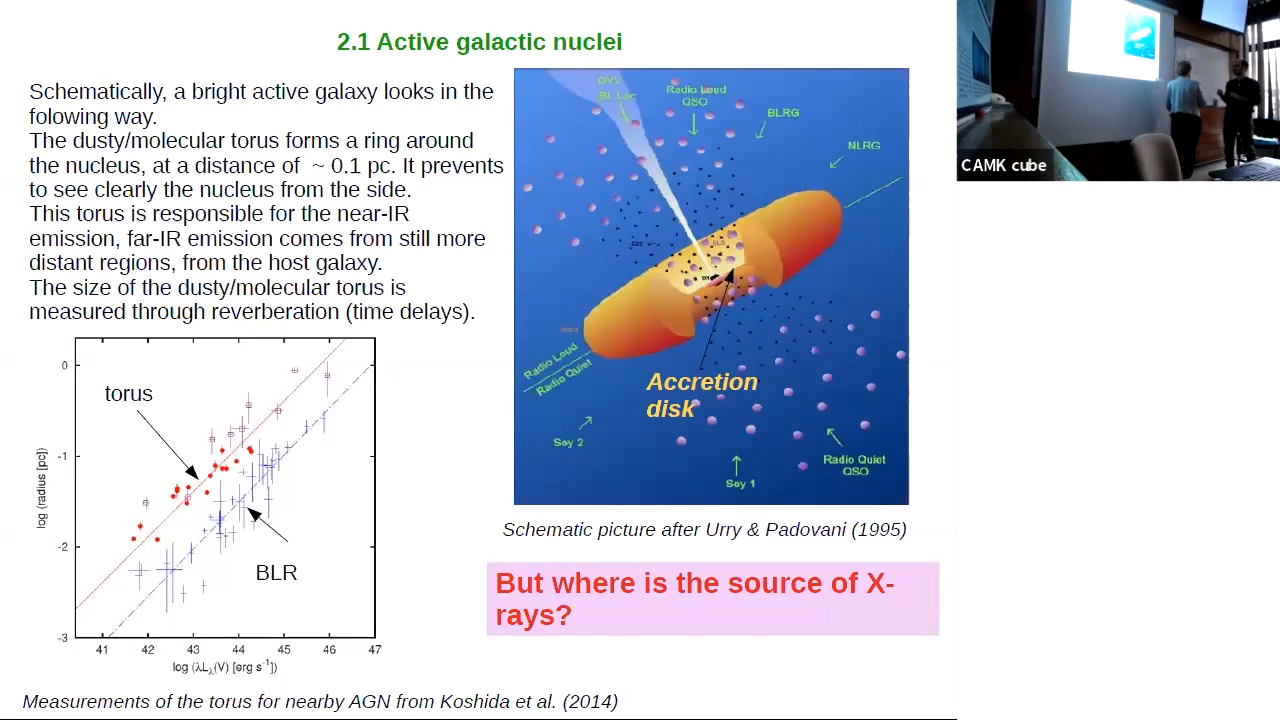 2.1 Active galactic nuclei
Schematically, a bright active galaxy looks in the
folowing way.
The dusty/molecular torus forms a ring around
the nucleus, at a distance of ~ 0.1 pc. It prevents
to see clearly the nucleus from the side.
This torus is responsible for the near-IR
emission, far-IR emission comes from still more
distant regions, from the host galaxy.
The size of the dusty/molecular torus is
measured through reverberation (time delays).
torus
BLR
0
-1
-2
-3
log (radius [pc])
41 42 43 44 45 46 47
log (λLλ(V) [erg s⁻¹])
Measurements of the torus for nearby AGN from Koshida et al. (2014)
OVV
BL Lac
Radio Loud
QSO
BLRG
NLRG
Radio Loud
Radio Quiet
Accretion
disk
Sey 2
Sey 1
Radio Quiet
QSO
Schematic picture after Urry & Padovani (1995)
But where is the source of X-
rays?
CAMK cube